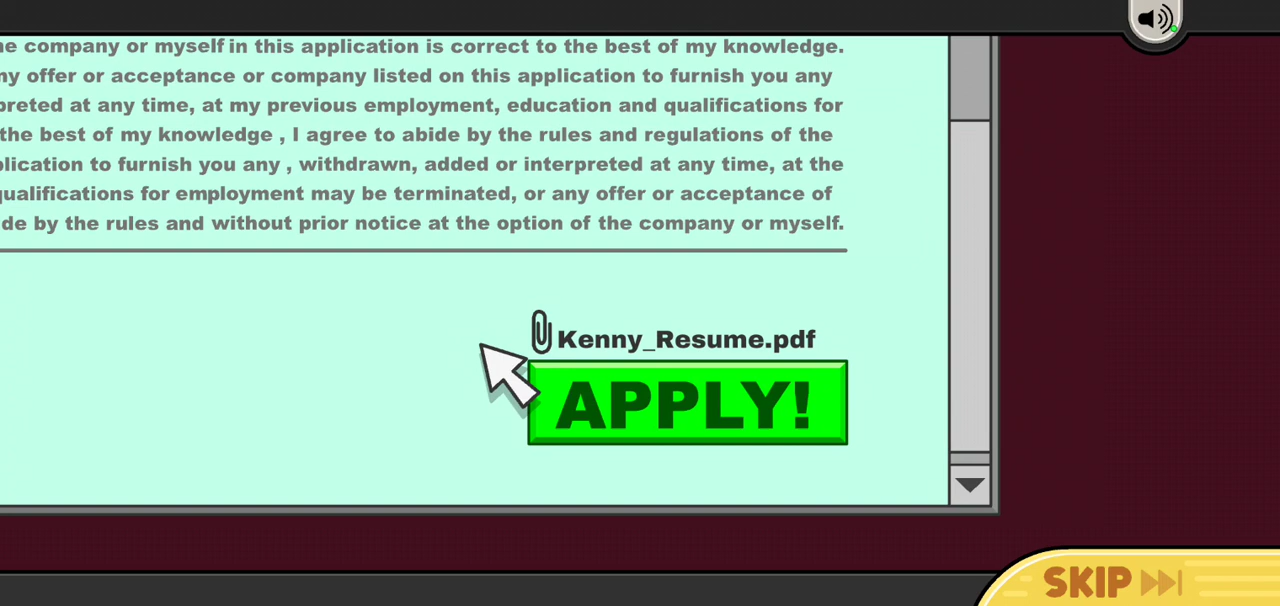 he company or myself in this application is correct to the best of my knowledge.
ny offer or acceptance or company listed on this application to furnish you any
preted at any time, at my previous employment, education and qualifications for
the best of my knowledge , I agree to abide by the rules and regulations of the
plication to furnish you any , withdrawn, added or interpreted at any time, at the
qualifications for employment may be terminated, or any offer or acceptance of
de by the rules and without prior notice at the option of the company or myself.
Kenny_Resume.pdf
APPLY!
SKIP